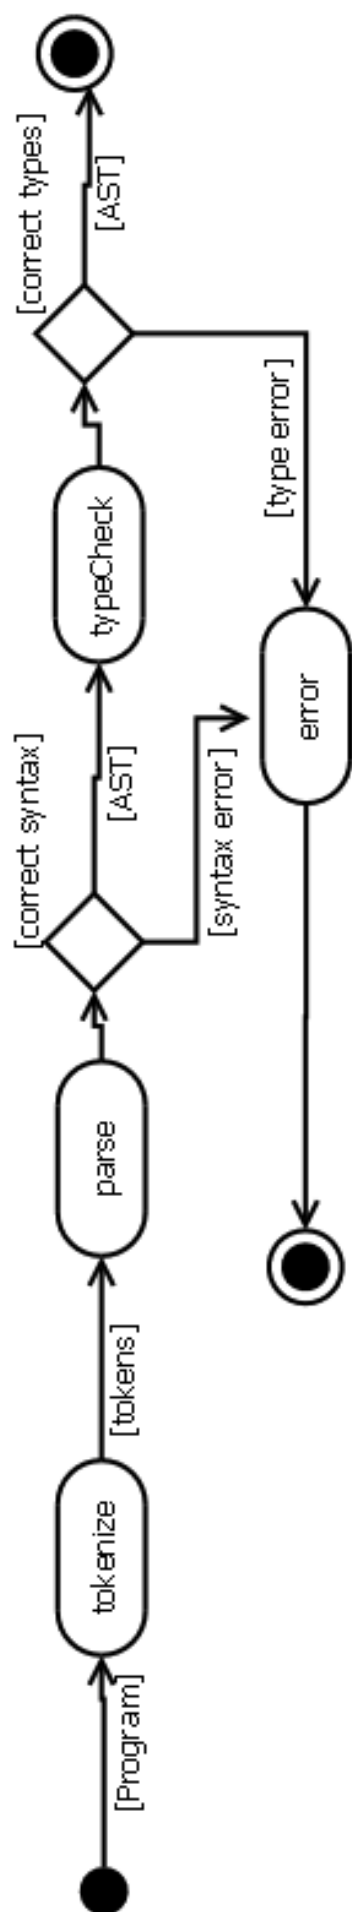 [Program]
tokenize
[tokens]
parse
[correct syntax]
[AST]
[syntax error]
typeCheck
[correct types]
[AST]
[type error]
error